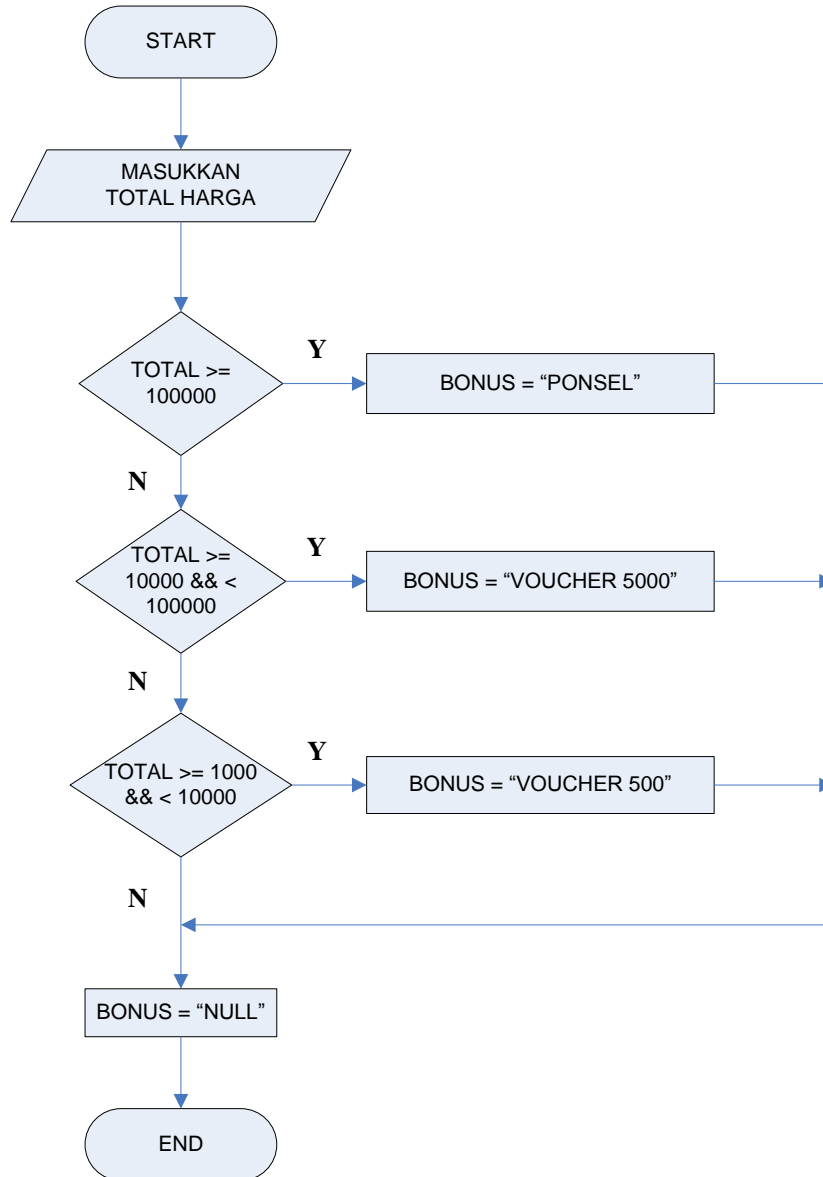 START
MASUKKAN
TOTAL HARGA
TOTAL >=
100000
Y
BONUS = “PONSEL”
N
TOTAL >=
10000 && <
100000
Y
BONUS = “VOUCHER 5000”
N
TOTAL >= 1000
&& < 10000
Y
BONUS = “VOUCHER 500”
N
BONUS = “NULL”
END